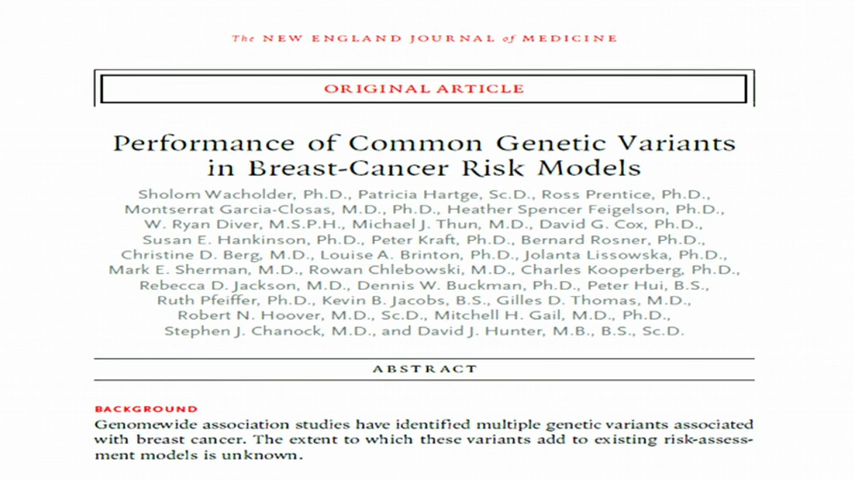 The NEW ENGLAND JOURNAL of MEDICINE
ORIGINAL ARTICLE
Performance of Common Genetic Variants
in Breast-Cancer Risk Models
Sholom Wacholder, Ph.D., Patricia Hartge, Sc.D., Ross Prentice, Ph.D.,
Montserrat Garcia-Closas, M.D., Ph.D., Heather Spencer Feigelson, Ph.D.,
W. Ryan Diver, M.S.P.H., Michael J. Thun, M.D., David G. Cox, Ph.D.,
Susan E. Hankinson, Ph.D., Peter Kraft, Ph.D., Bernard Rosner, Ph.D.,
Christine D. Berg, M.D., Louise A. Brinton, Ph.D., Jolanta Lissowska, Ph.D.,
Mark E. Sherman, M.D., Rowan Chlebowski, M.D., Charles Kooperberg, Ph.D.,
Rebecca D. Jackson, M.D., Dennis W. Buckman, Ph.D., Peter Hui, B.S.,
Ruth Pfeiffer, Ph.D., Kevin B. Jacobs, B.S., Gilles D. Thomas, M.D.,
Robert N. Hoover, M.D., Sc.D., Mitchell H. Gail, M.D., Ph.D.,
Stephen J. Chanock, M.D., and David J. Hunter, M.B., B.S., Sc.D.
ABSTRACT
BACKGROUND
Genomewide association studies have identified multiple genetic variants associated
with breast cancer. The extent to which these variants add to existing risk-assess-
ment models is unknown.